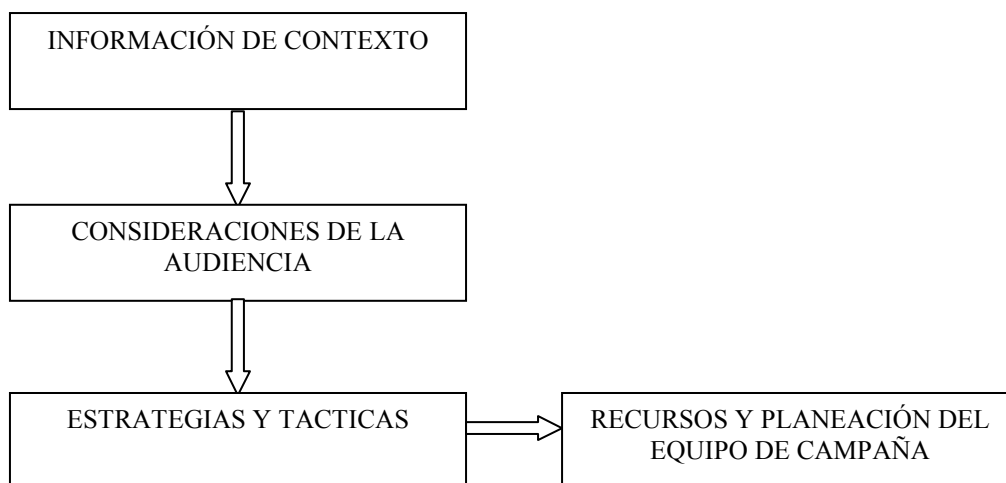 INFORMACIÓN DE CONTEXTO
CONSIDERACIONES DE LA
AUDIENCIA
ESTRATEGIAS Y TACTICAS
RECURSOS Y PLANEACIÓN DEL
EQUIPO DE CAMPAÑA